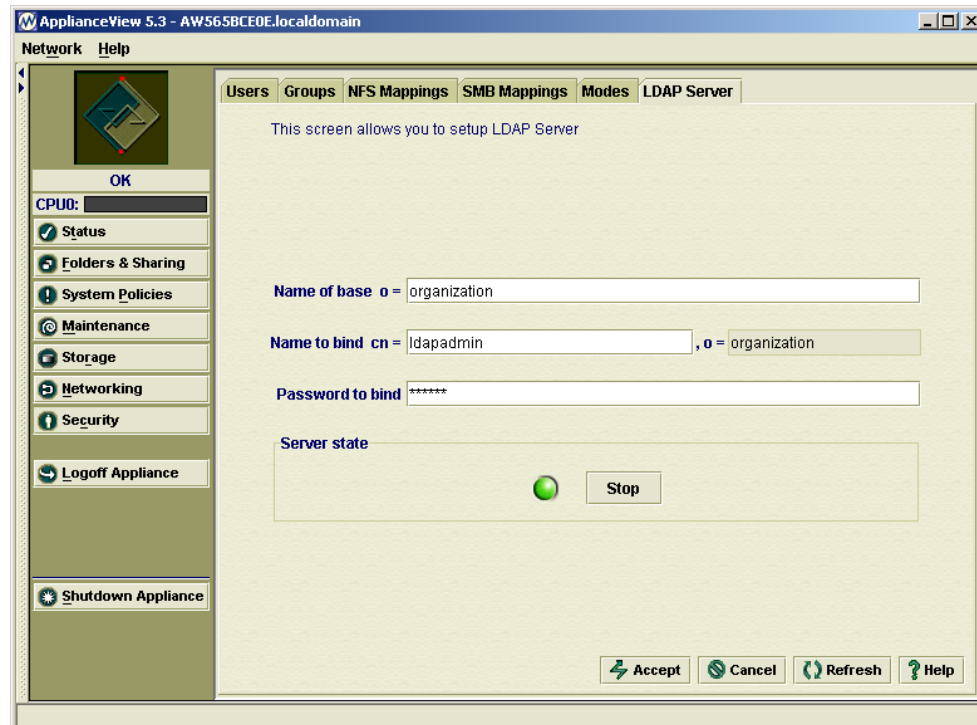 ApplianceView 5.3 - AW565BCE0E.localdomain
Network Help
Users Groups NFS Mappings SMB Mappings Modes LDAP Server
This screen allows you to setup LDAP Server
OK
CPU0:
Status
Folders & Sharing
System Policies
Maintenance
Storage
Networking
Security
Logoff Appliance
Shutdown Appliance
Name of base o = organization
Name to bind cn = ldapadmin , o = organization
Password to bind ******
Server state
Stop
Accept Cancel Refresh Help